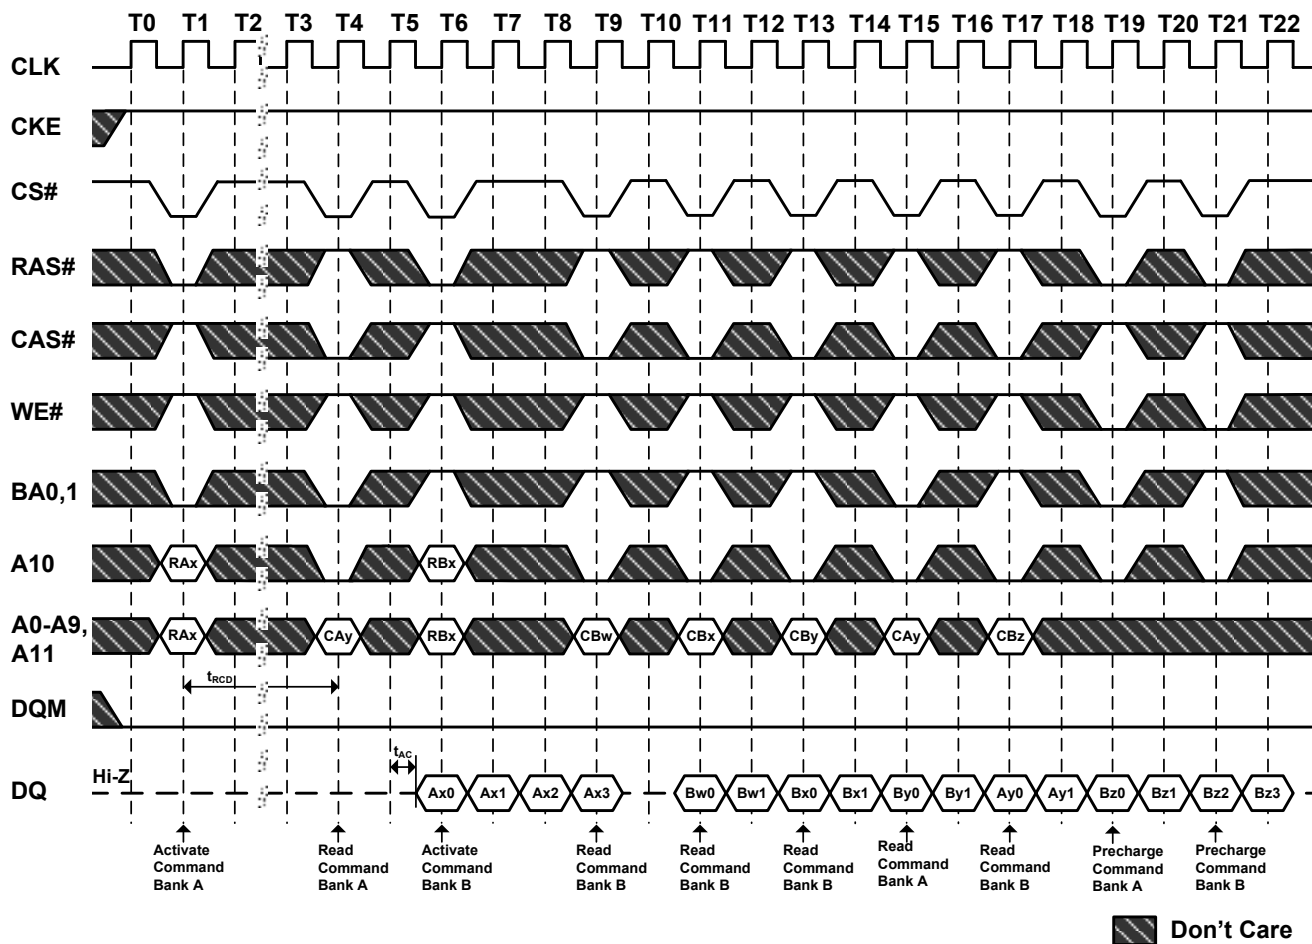 T0 T1 T2 T3 T4 T5 T6 T7 T8 T9 T10 T11 T12 T13 T14 T15 T16 T17 T18 T19 T20 T21 T22
CLK
CKE
CS#
RAS#
CAS#
WE#
BA0,1
A10 RAx RBx
A0-A9,
A11
RAx CAy RBx CBw CBx CBy CAy CBz
tRCD
DQM
tAC
Hi-Z
DQ
Ax0 Ax1 Ax2 Ax3 Bw0 Bw1 Bx0 Bx1 By0 By1 Ay0 Ay1 Bz0 Bz1 Bz2 Bz3
Activate
Command
Bank A
Read
Command
Bank A
Activate
Command
Bank B
Read
Command
Bank B
Read
Command
Bank B
Read
Command
Bank B
Read
Command
Bank A
Read
Command
Bank B
Precharge
Command
Bank A
Precharge
Command
Bank B
Don't Care